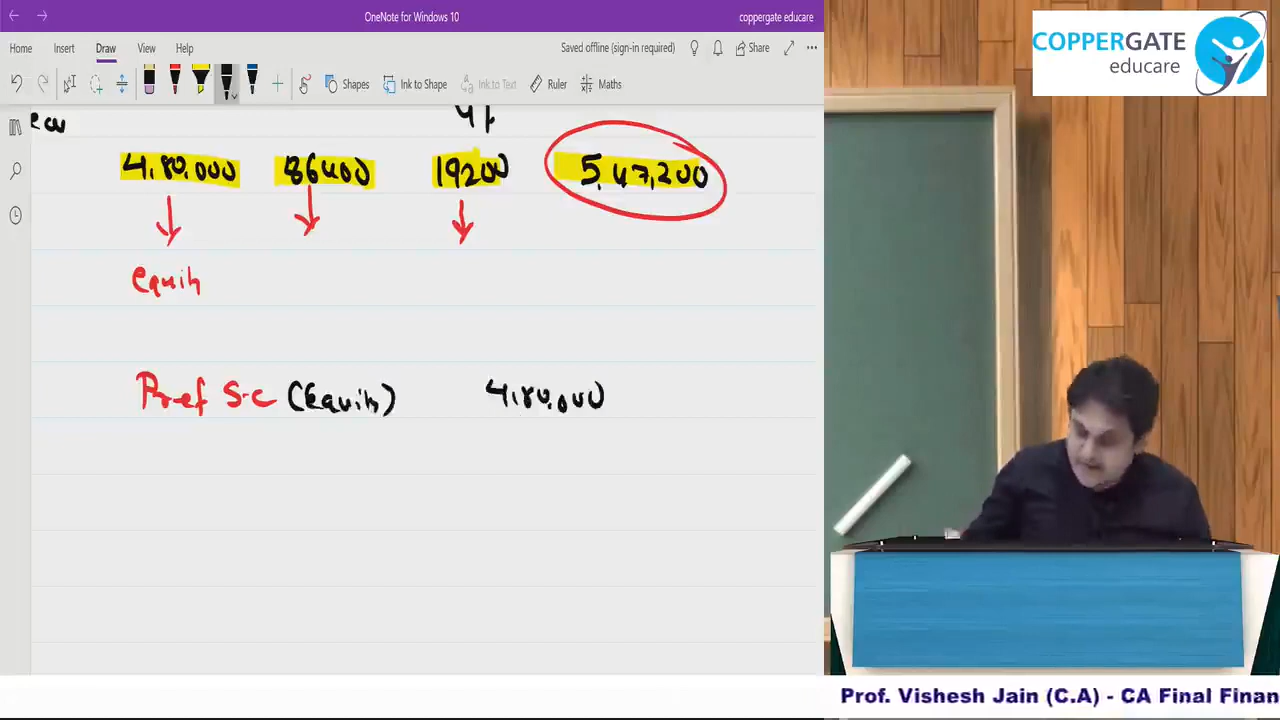 OneNote for Windows 10
coppergate educare
Home Insert Draw View Help
Saved offline (sign-in required)
Share
Shapes
Ink to Shape
Ink to Text
Ruler
Maths
COPPERGATE
educare
4,80,000 86400 19200 5,47,200
equity
Pref S.C (Equity) 4,80,000
Prof. Vishesh Jain (C.A) - CA Final Finan